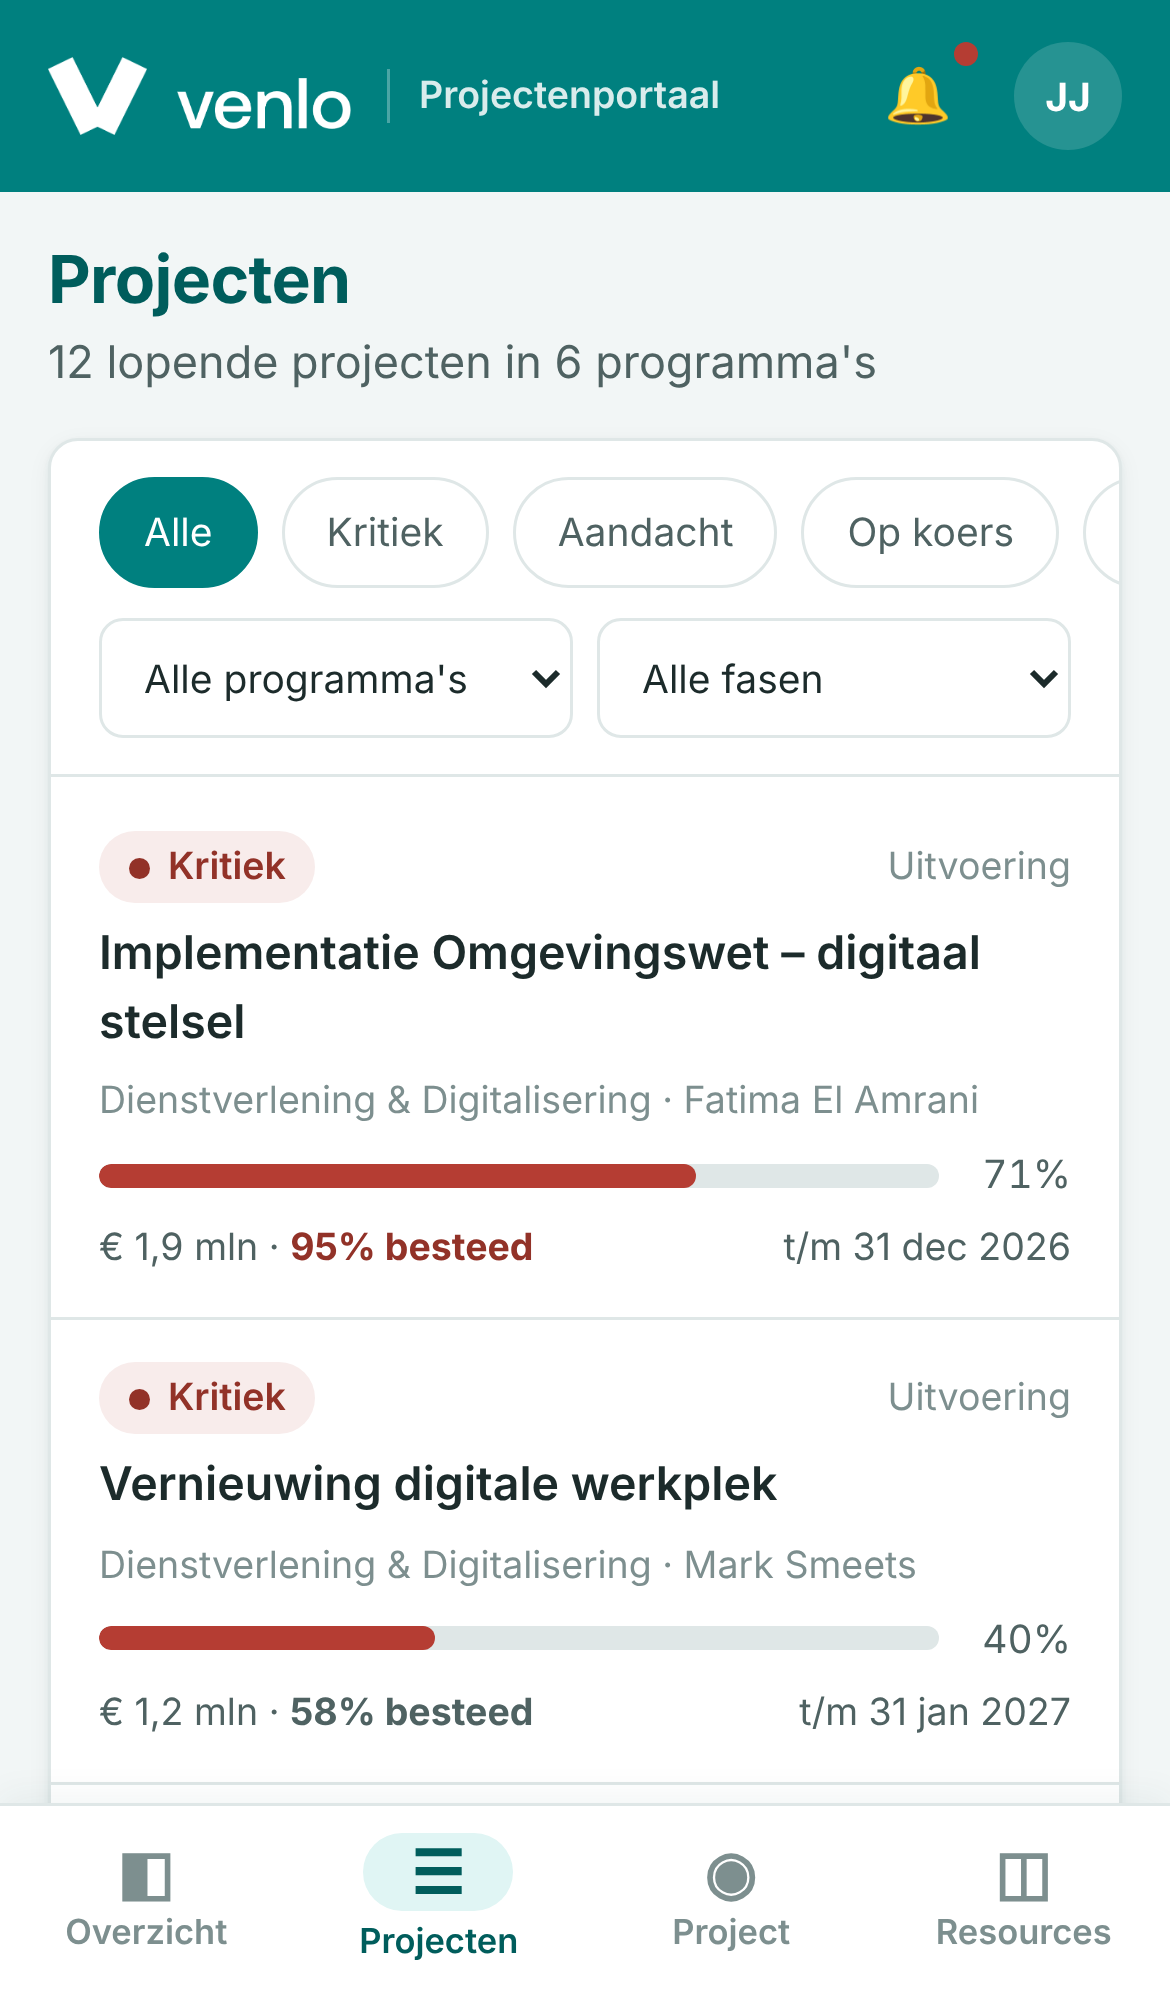 venlo
Projectenportaal
JJ
Projecten
12 lopende projecten in 6 programma's
Alle
Kritiek
Aandacht
Op koers
Alle programma's
Alle fasen
Kritiek
Uitvoering
Implementatie Omgevingswet – digitaal
stelsel
Dienstverlening & Digitalisering · Fatima El Amrani
71%
€ 1,9 mln · 95% besteed
t/m 31 dec 2026
Kritiek
Uitvoering
Vernieuwing digitale werkplek
Dienstverlening & Digitalisering · Mark Smeets
40%
€ 1,2 mln · 58% besteed
t/m 31 jan 2027
Overzicht
Projecten
Project
Resources